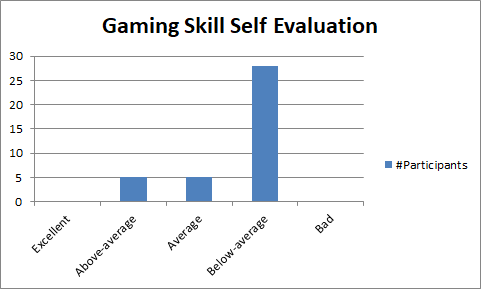 Gaming Skill Self Evaluation
30
25
20
15
10
5
0
Excellent
Above-average
Average
Below-average
Bad
#Participants